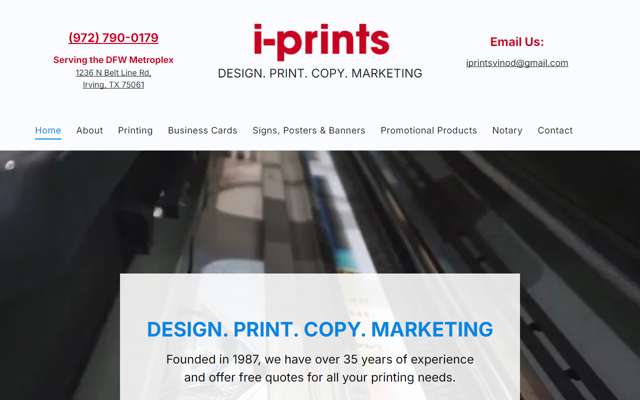 (972) 790-0179
Serving the DFW Metroplex
1236 N Belt Line Rd,
Irving, TX 75061
i-prints
DESIGN. PRINT. COPY. MARKETING
Email Us:
iprintsvinod@gmail.com
Home About Printing Business Cards Signs, Posters & Banners Promotional Products Notary Contact
DESIGN. PRINT. COPY. MARKETING
Founded in 1987, we have over 35 years of experience
and offer free quotes for all your printing needs.